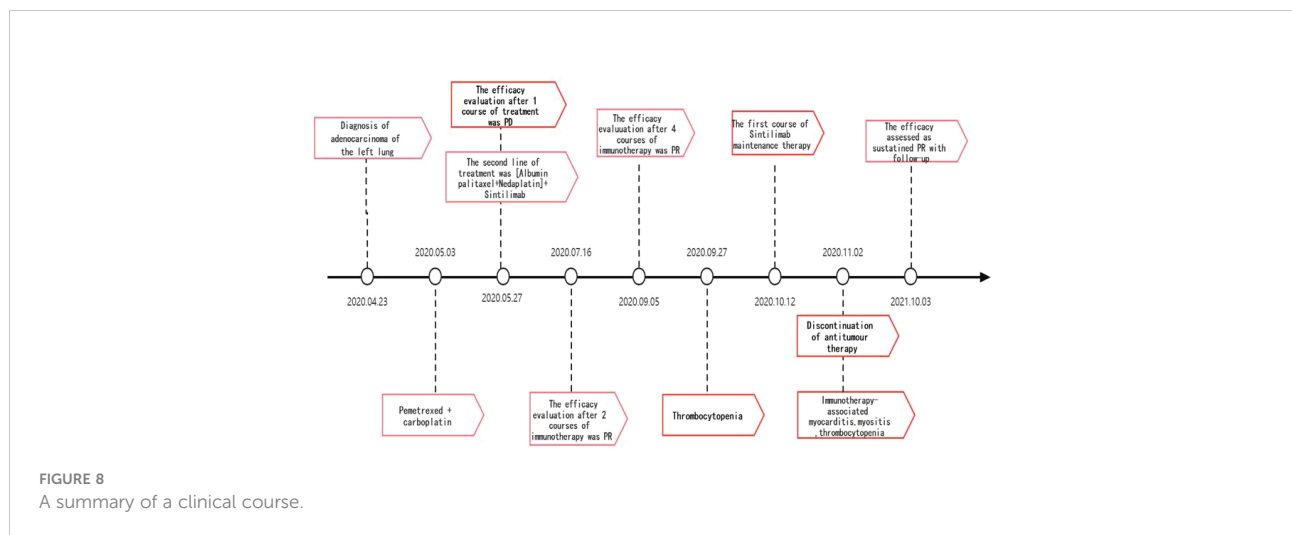 The efficacy
evaluation after 1
course of treatment
was PD
Diagnosis of
adenocarcinoma of
the left lung
The second line of
treatment was [Albumin
palitaxel+Nedaplatin]+
Sintilimab
The efficacy
evaluuation after 4
courses of
immunotherapy was PR
The first course of
Sintilimab
maintenance therapy
The efficacy
assessed as
sustatined PR with
follow-up
2020.05.03
2020.07.16
2020.09.27
2020.11.02
2020.04.23
2020.05.27
2020.09.05
2020.10.12
2021.10.03
Discontinuation
of antitumour
therapy
Pemetrexed +
carboplatin
The efficacy
evaluation after 2
courses of
immunotherapy was PR
Thrombocytopenia
Immunotherapy-
associated
myocarditis, myositis
, thrombocytopenia
FIGURE 8
A summary of a clinical course.